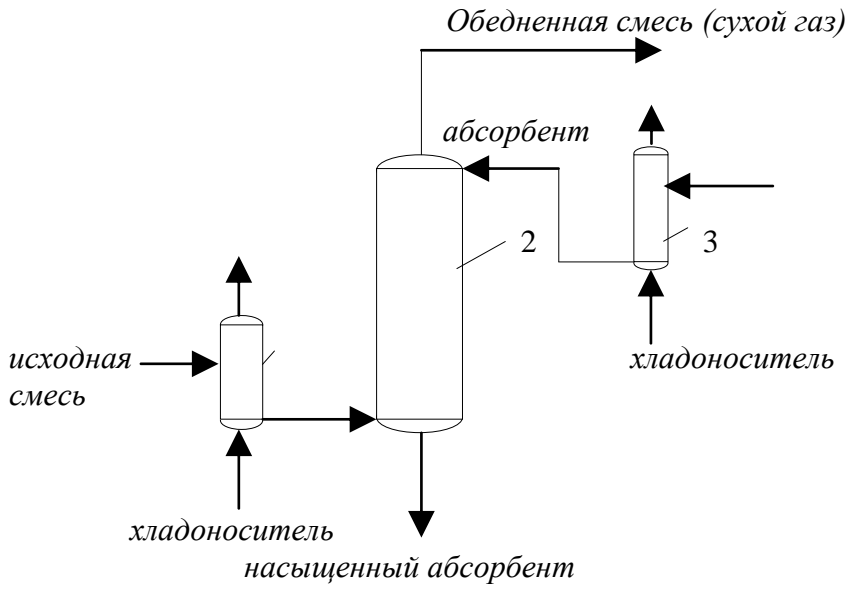 Обедненная смесь (сухой газ)
абсорбент
2
3
исходная
смесь
хладоноситель
хладоноситель
насыщенный абсорбент